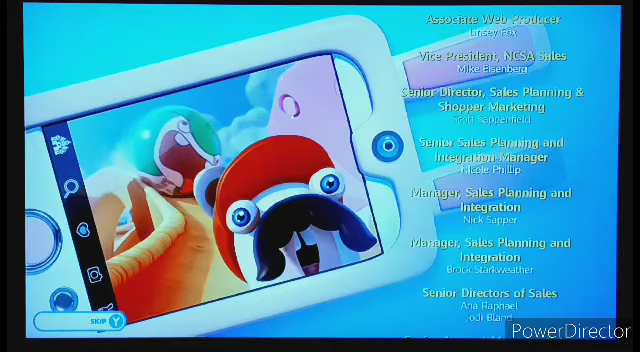 Associate Web Producer
Linsey Fox
Vice President, NCSA Sales
Mike Eisenberg
Senior Director, Sales Planning &
Shopper Marketing
Scott Sappenfield
Senior Sales Planning and
Integration Manager
Nicole Phillip
Manager, Sales Planning and
Integration
Nick Sapper
Manager, Sales Planning and
Integration
Brock Starkweather
Senior Directors of Sales
Ana Raphael
Jodi Bland
SKIP Y
PowerDirector